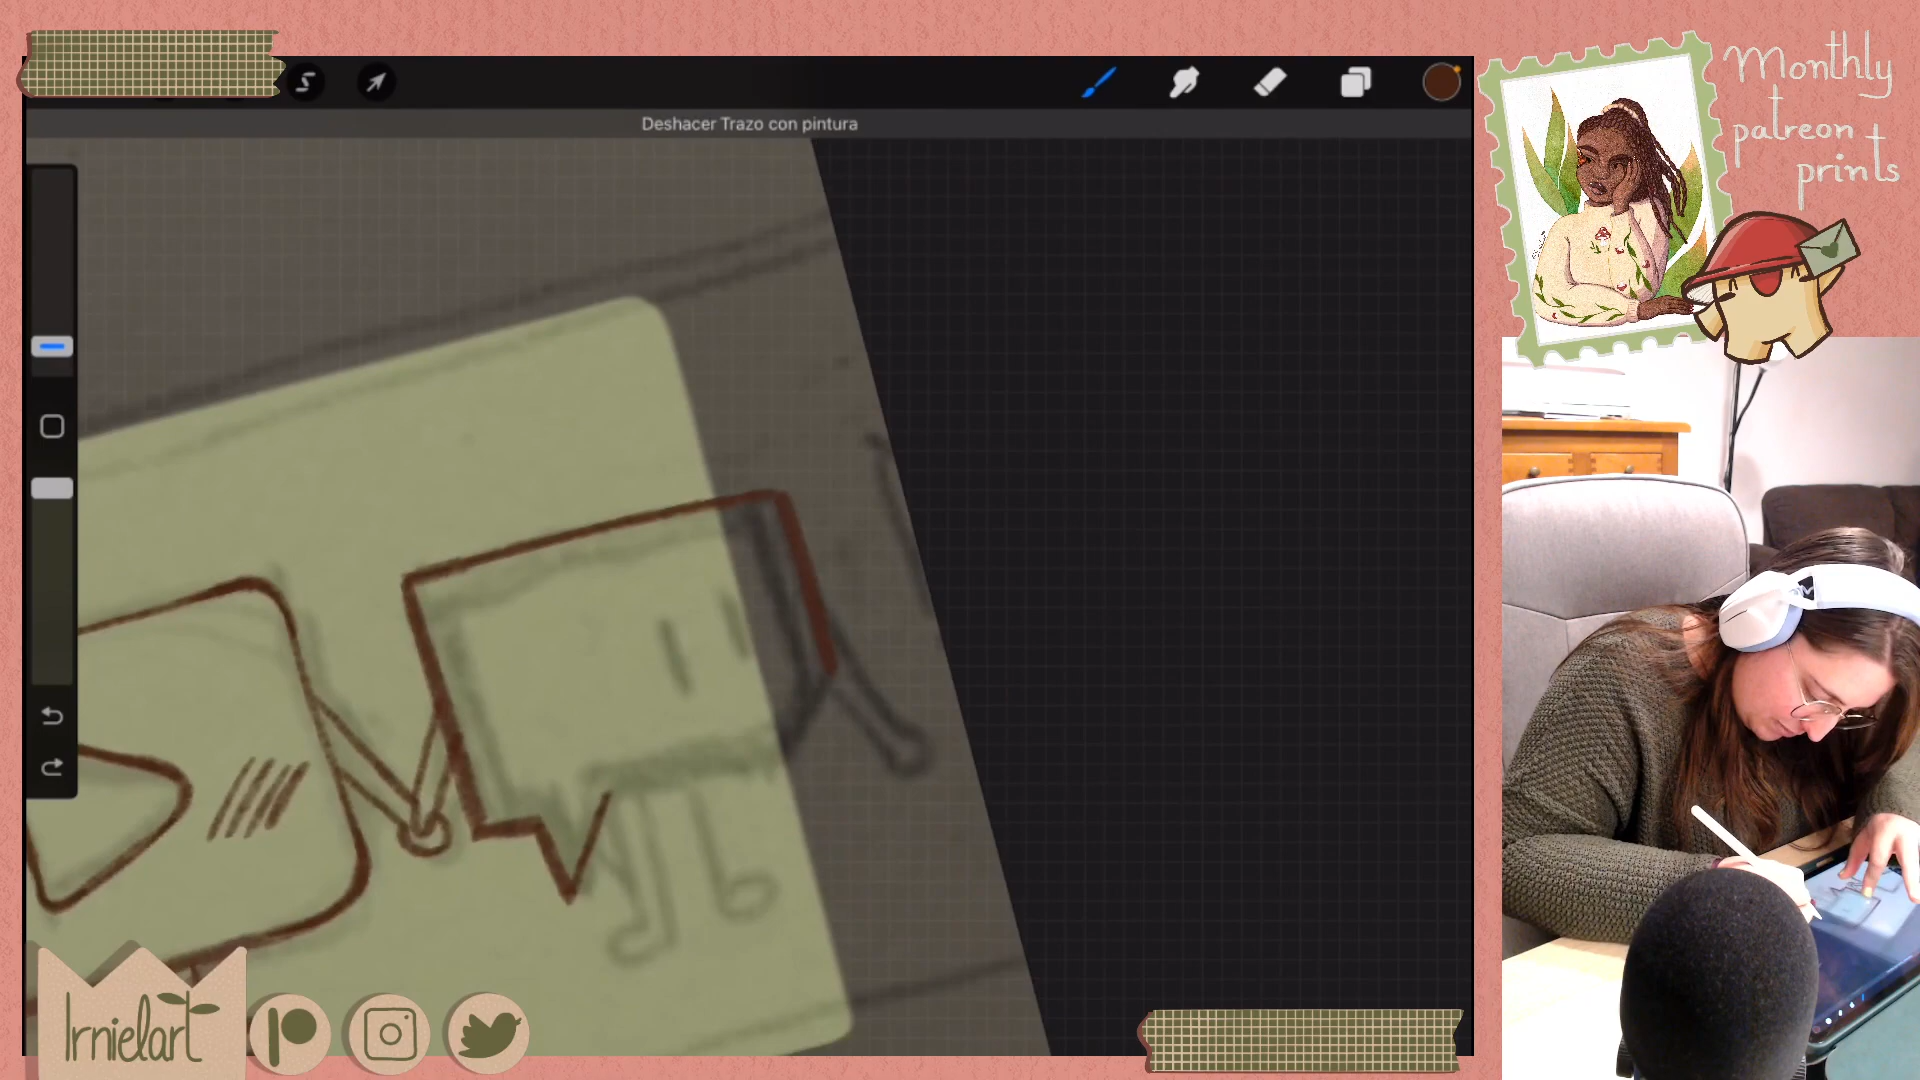 Deshacer Trazo con pintura
Monthly
patreon
prints
Irnielart